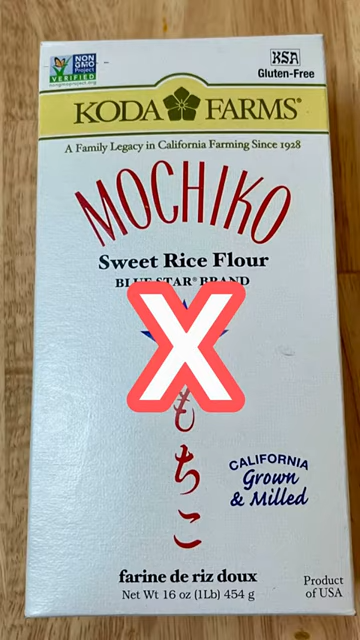 NON
GMO
Project
VERIFIED
nongmoproject.org
KSA
Gluten-Free
KODA FARMS®
A Family Legacy in California Farming Since 1928
MOCHIKO
Sweet Rice Flour
BLUE STAR® BRAND
X
もちこ
CALIFORNIA
Grown
& Milled
farine de riz doux
Net Wt 16 oz (1Lb) 454 g
Product
of USA